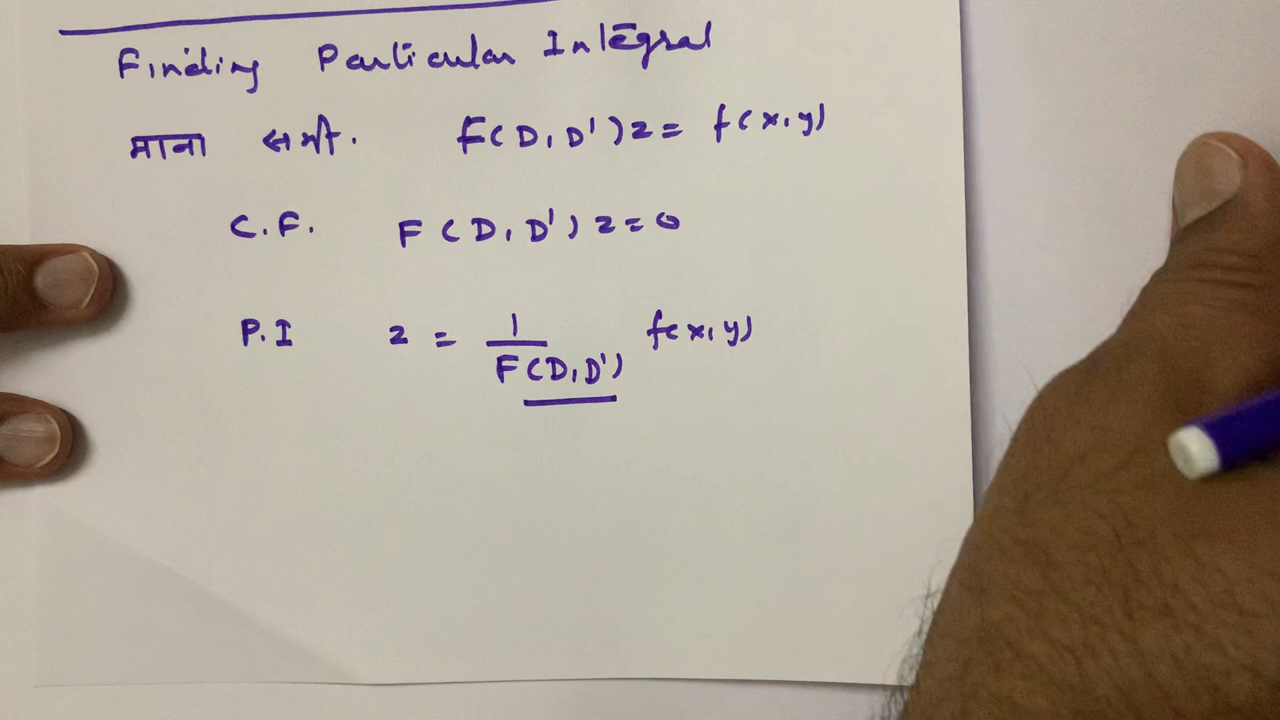 Finding Particular Integral
माना समी. F(D, D')z = f(x, y)
C.F. F(D, D')z = 0
P.I z = 1/F(D, D') f(x, y)